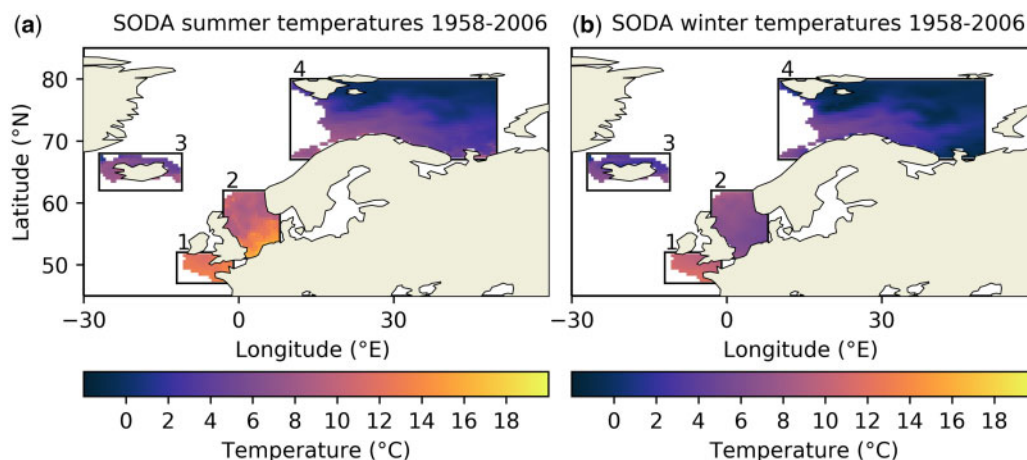 (a) SODA summer temperatures 1958-2006
(b) SODA winter temperatures 1958-2006
80
70
60
50
Latitude (°N)
4
3
2
1
−30
0
30
Longitude (°E)
4
3
2
1
−30
0
30
Longitude (°E)
0 2 4 6 8 10 12 14 16 18
Temperature (°C)
0 2 4 6 8 10 12 14 16 18
Temperature (°C)